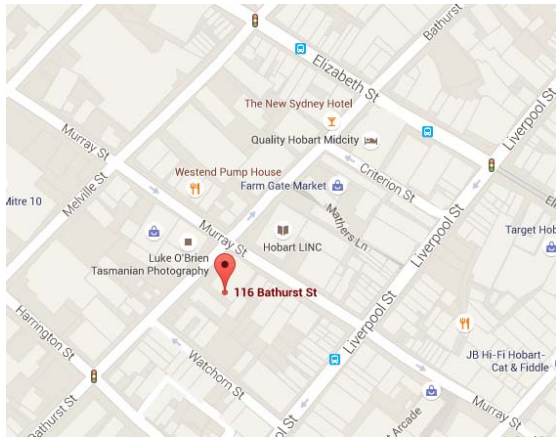 Elizabeth St
Bathurst
The New Sydney Hotel
Quality Hobart Midcity
Liverpool St
Murray St
Westend Pump House
Criterion St
Farm Gate Market
Mitre 10
Melville St
Mathers Ln
Murray St
Hobart LINC
Liverpool St
Target Hob
Luke O'Brien
Tasmanian Photography
116 Bathurst St
Harrington St
Liverpool St
Watchorn St
JB Hi-Fi Hobart-
Cat & Fiddle
Murray St
Bathurst St
Liverpool St
Arcade